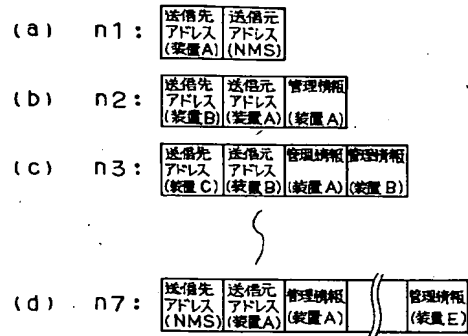 (a) n1: 送信先アドレス(装置A) 送信元アドレス(NMS)
(b) n2: 送信先アドレス(装置B) 送信元アドレス(装置A) 管理情報(装置A)
(c) n3: 送信先アドレス(装置C) 送信元アドレス(装置B) 管理情報(装置A) 管理情報(装置B)
(d) n7: 送信先アドレス(NMS) 送信元アドレス(装置A) 管理情報(装置A) 管理情報(装置E)